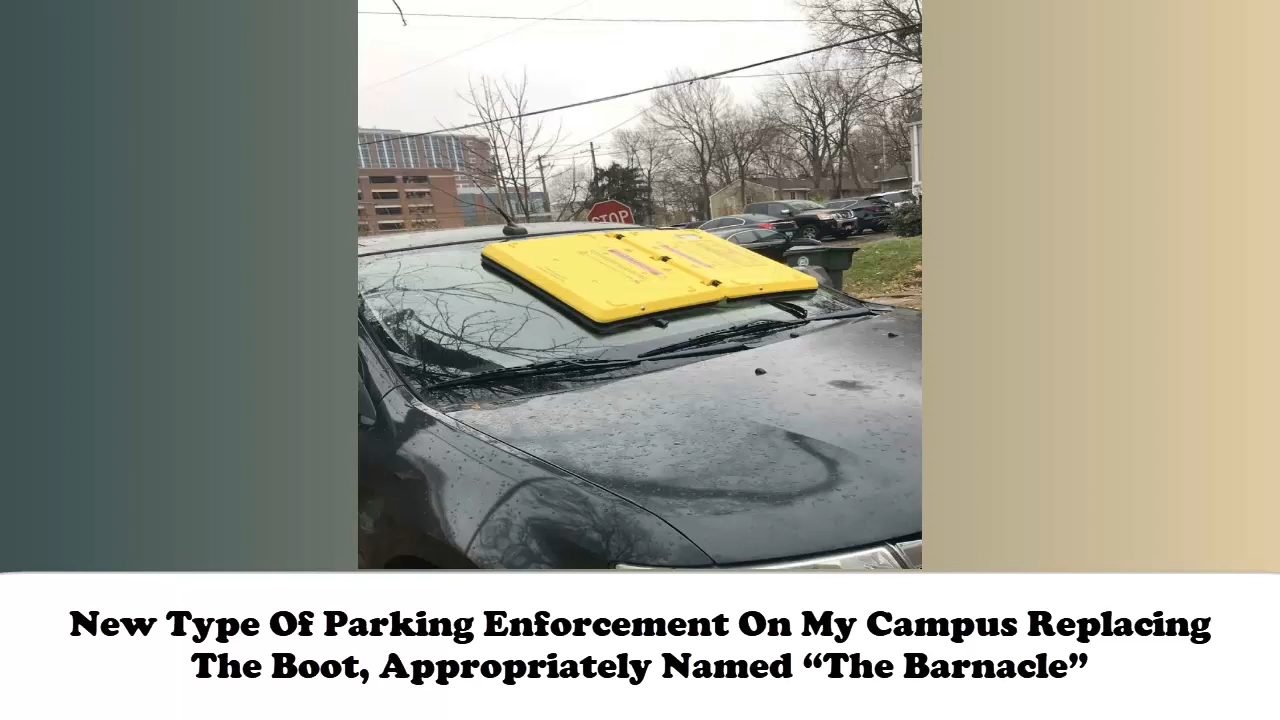 STOP
New Type Of Parking Enforcement On My Campus Replacing
The Boot, Appropriately Named “The Barnacle”